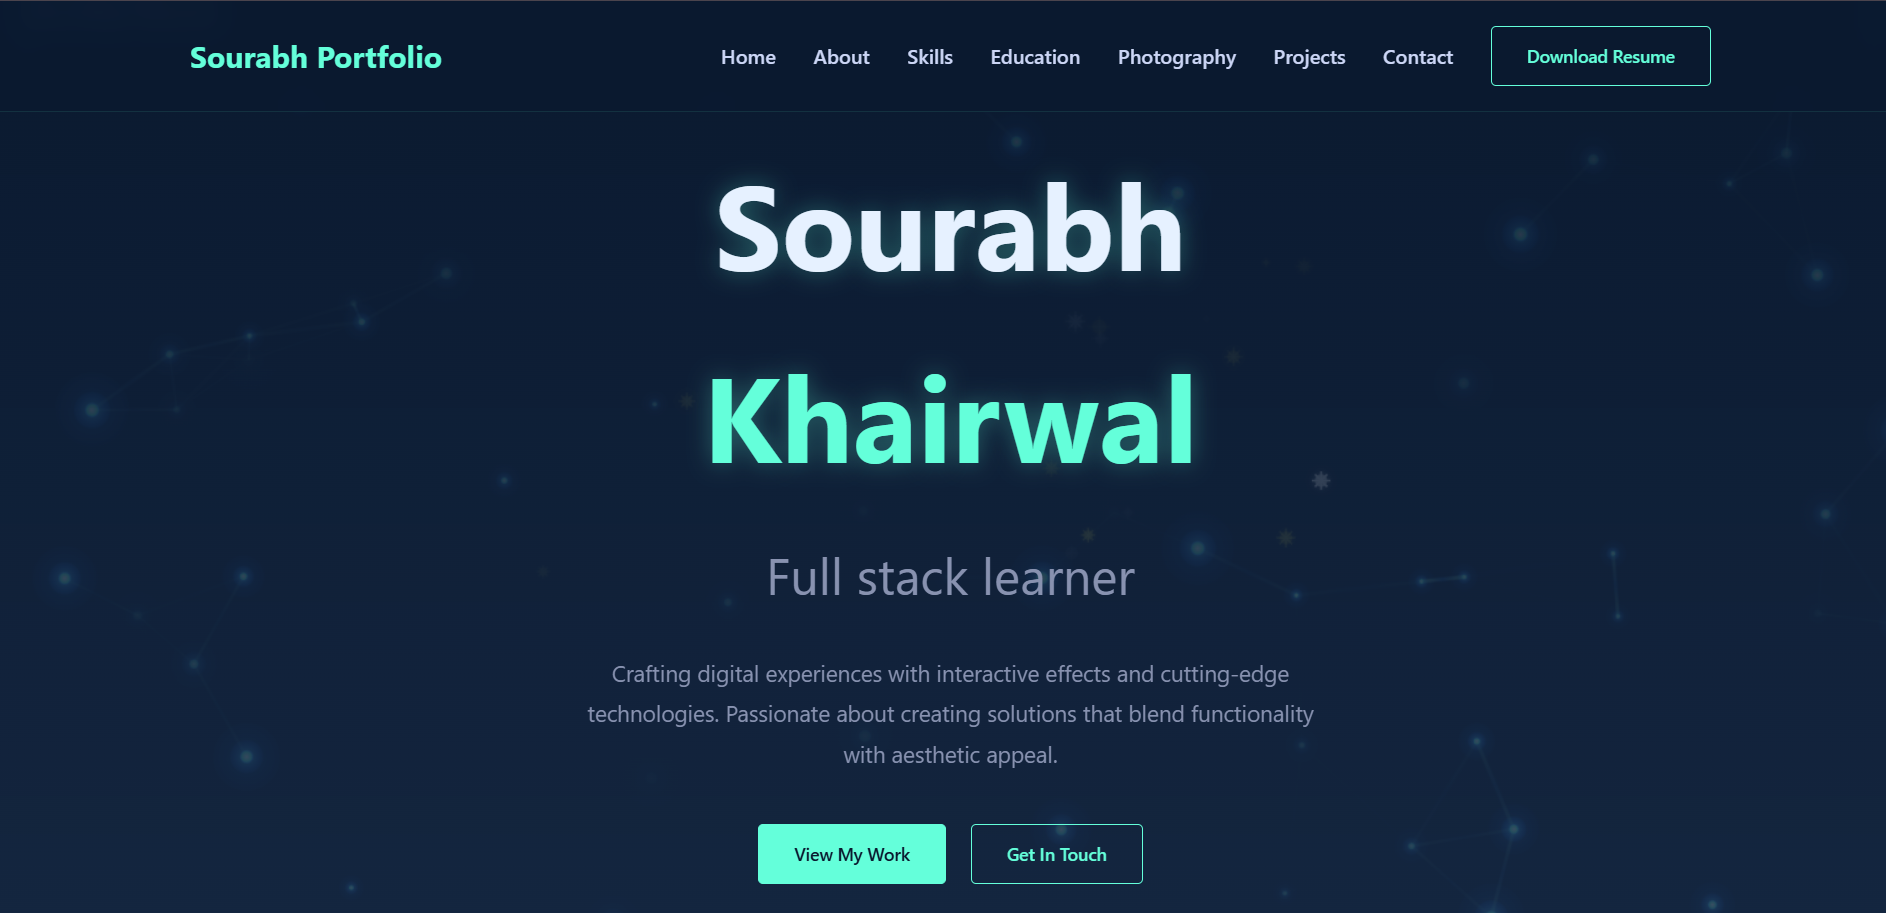 Sourabh Portfolio
Home About Skills Education Photography Projects Contact Download Resume
Sourabh
Khairwal
Full stack learner
Crafting digital experiences with interactive effects and cutting-edge
technologies. Passionate about creating solutions that blend functionality
with aesthetic appeal.
View My Work Get In Touch